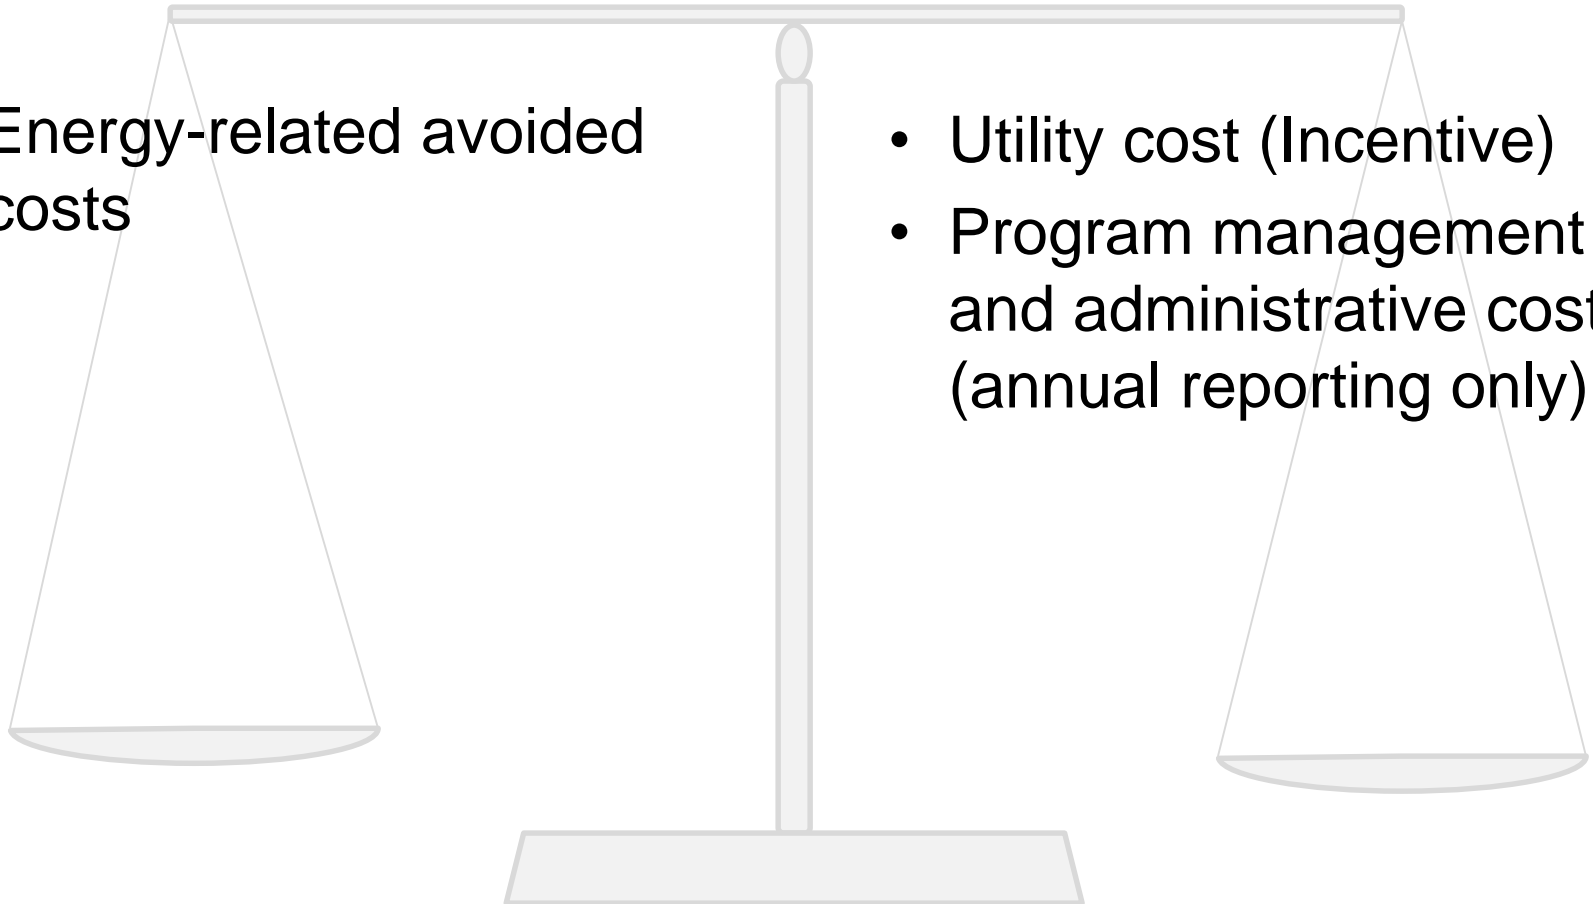 Energy-related avoided
costs
• Utility cost (Incentive)
• Program management
and administrative cost
(annual reporting only)